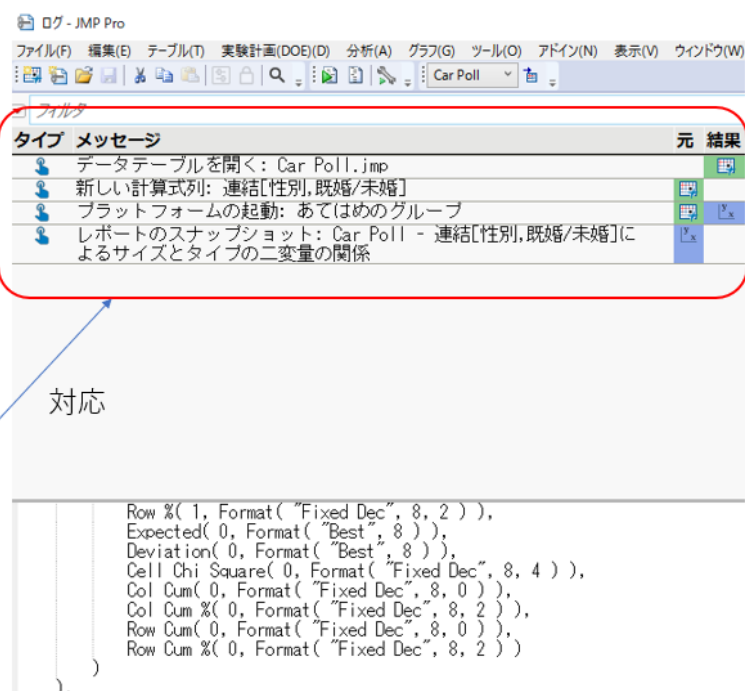 ログ - JMP Pro
ファイル(F) 編集(E) テーブル(T) 実験計画(DOE)(D) 分析(A) グラフ(G) ツール(O) アドイン(N) 表示(V) ウィンドウ(W)
Car Poll
フィルタ
タイプ メッセージ 元 結果
データテーブルを開く: Car Poll.jmp
新しい計算式列: 連結[性別,既婚/未婚]
プラットフォームの起動: あてはめのグループ
レポートのスナップショット: Car Poll - 連結[性別,既婚/未婚]に
よるサイズとタイプの二変量の関係
対応
Row %( 1, Format( "Fixed Dec", 8, 2 ) ),
Expected( 0, Format( "Best", 8 ) ),
Deviation( 0, Format( "Best", 8 ) ),
Cell Chi Square( 0, Format( "Fixed Dec", 8, 4 ) ),
Col Cum( 0, Format( "Fixed Dec", 8, 0 ) ),
Col Cum %( 0, Format( "Fixed Dec", 8, 2 ) ),
Row Cum( 0, Format( "Fixed Dec", 8, 0 ) ),
Row Cum %( 0, Format( "Fixed Dec", 8, 2 ) )
)
),